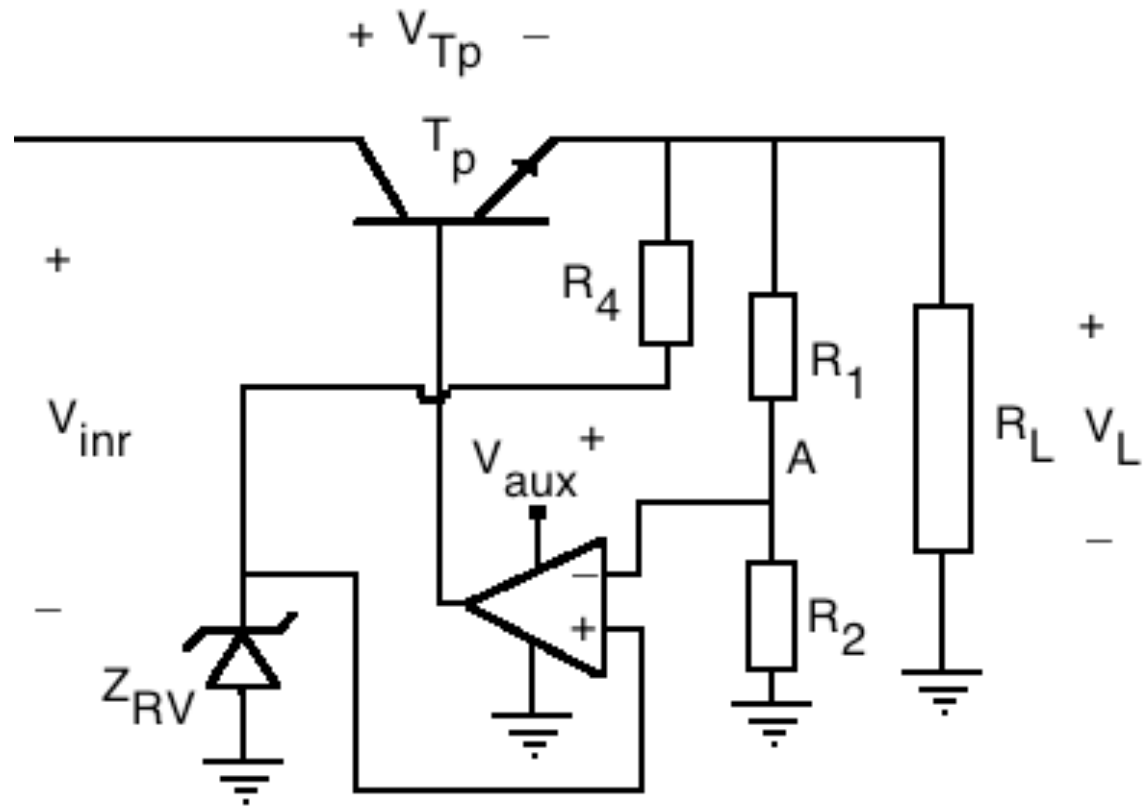 + V_Tp −
T_p
R_4
+
R_1
+
V_inr
V_aux +
A
R_L
V_L
−
−
−
+
R_2
Z_RV